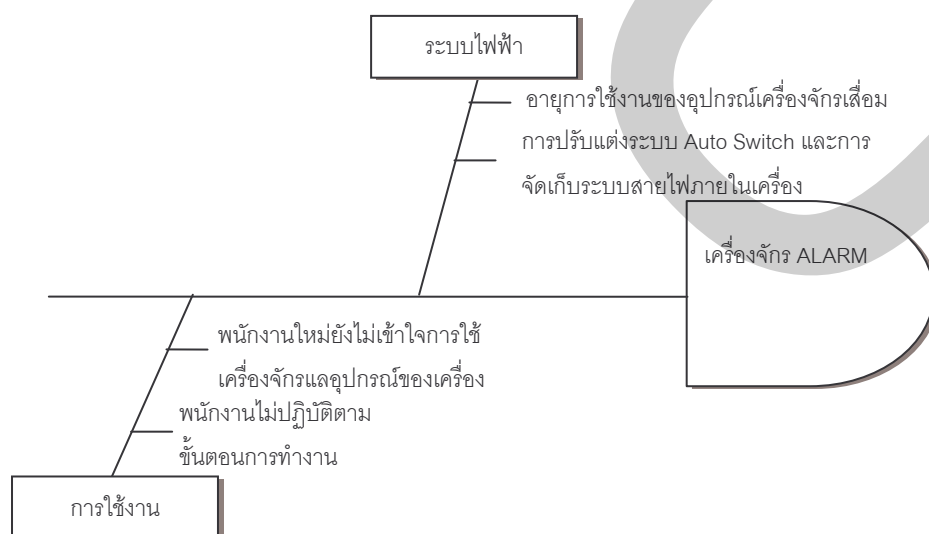 ระบบไฟฟ้า
อายุการใช้งานของอุปกรณ์เครื่องจักรเสื่อม
การปรับแต่งระบบ Auto Switch และการ
จัดเก็บระบบสายไฟภายในเครื่อง
เครื่องจักร ALARM
พนักงานใหม่ยังไม่เข้าใจการใช้
เครื่องจักรแลอุปกรณ์ของเครื่อง
พนักงานไม่ปฏิบัติตาม
ขั้นตอนการทำงาน
การใช้งาน